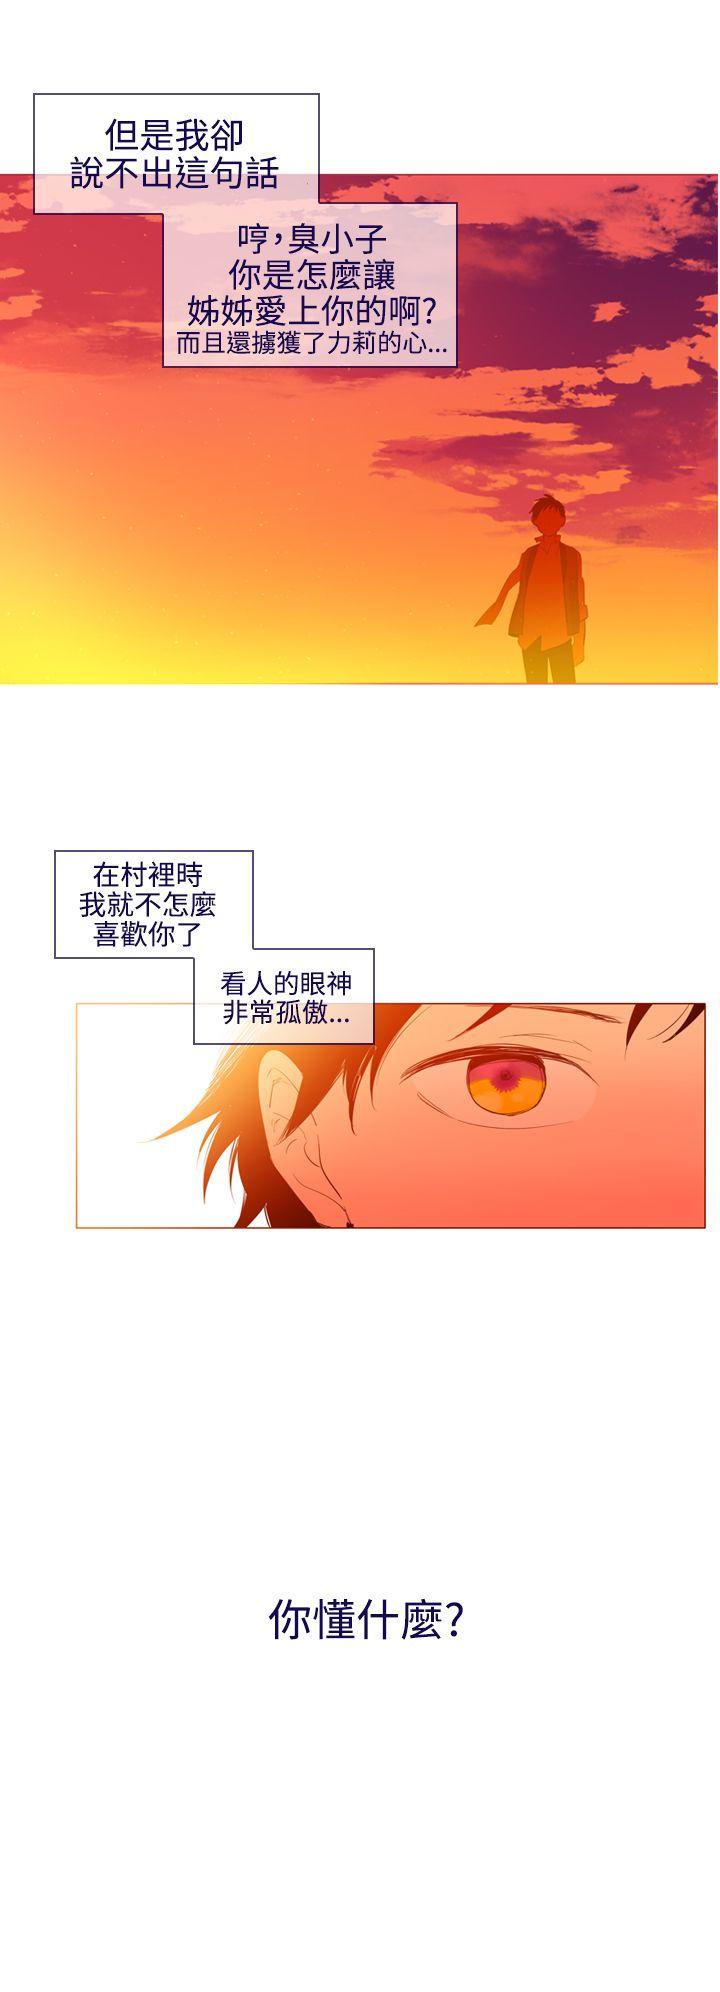 但是我卻
說不出這句話
哼,臭小子
你是怎麼讓
姊姊愛上你的啊?
而且還擄獲了力莉的心...
在村裡時
我就不怎麼
喜歡你了
看人的眼神
非常孤傲...
你懂什麼?